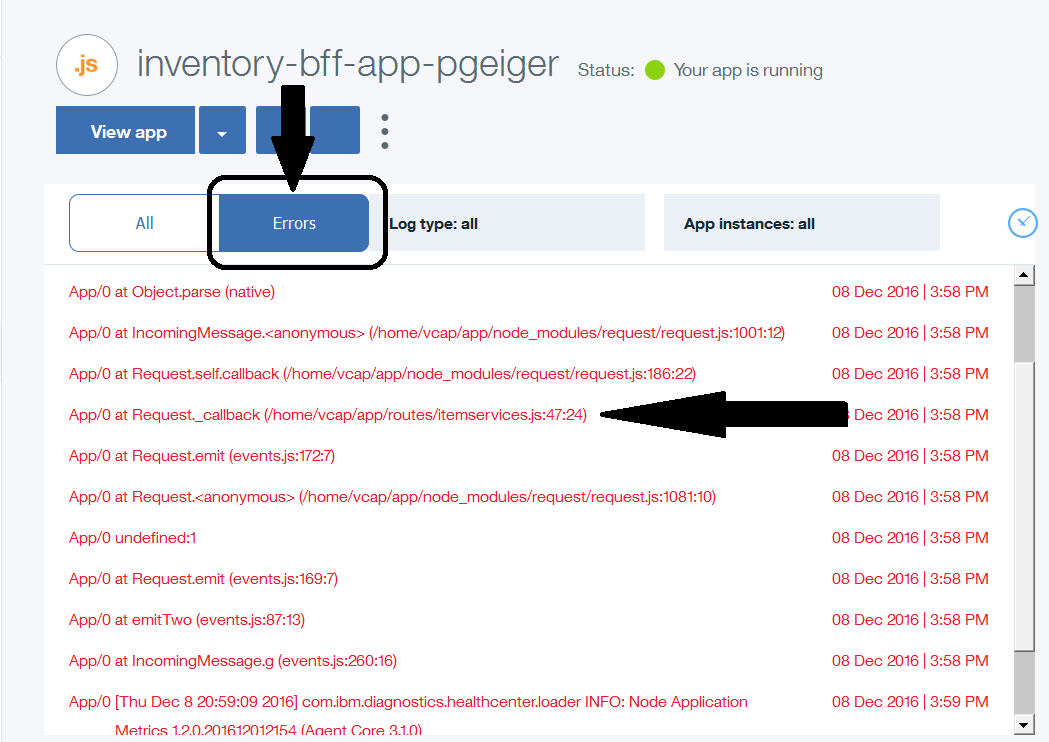 .js
inventory-bff-app-pgeiger
Status: Your app is running
View app
All
Errors
Log type: all
App instances: all
App/0 at Object.parse (native) 08 Dec 2016 | 3:58 PM
App/0 at IncomingMessage.<anonymous> (/home/vcap/app/node_modules/request/request.js:1001:12) 08 Dec 2016 | 3:58 PM
App/0 at Request.self.callback (/home/vcap/app/node_modules/request/request.js:186:22) 08 Dec 2016 | 3:58 PM
App/0 at Request._callback (/home/vcap/app/routes/itemservices.js:47:24) Dec 2016 | 3:58 PM
App/0 at Request.emit (events.js:172:7) 08 Dec 2016 | 3:58 PM
App/0 at Request.<anonymous> (/home/vcap/app/node_modules/request/request.js:1081:10) 08 Dec 2016 | 3:58 PM
App/0 undefined:1 08 Dec 2016 | 3:58 PM
App/0 at Request.emit (events.js:169:7) 08 Dec 2016 | 3:58 PM
App/0 at emitTwo (events.js:87:13) 08 Dec 2016 | 3:58 PM
App/0 at IncomingMessage.g (events.js:260:16) 08 Dec 2016 | 3:58 PM
App/0 [Thu Dec 8 20:59:09 2016] com.ibm.diagnostics.healthcenter.loader INFO: Node Application 08 Dec 2016 | 3:59 PM
Metrics 1.2.0.201612012154 (Agent Core 3.1.0)